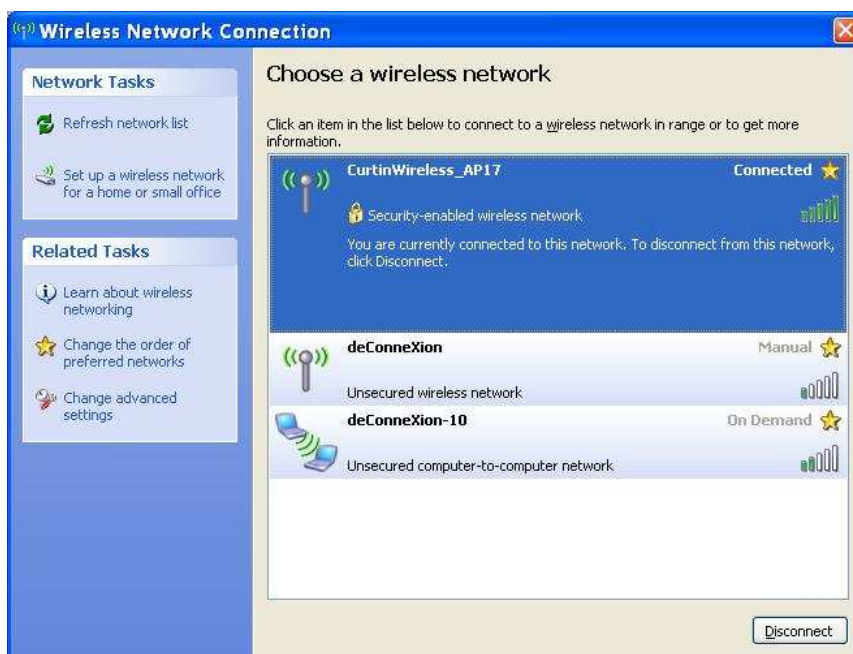 Wireless Network Connection
Network Tasks
Refresh network list
Set up a wireless network
for a home or small office
Related Tasks
Learn about wireless
networking
Change the order of
preferred networks
Change advanced
settings
Choose a wireless network
Click an item in the list below to connect to a wireless network in range or to get more
information.
CurtinWireless_AP17 Connected
Security-enabled wireless network
You are currently connected to this network. To disconnect from this network,
click Disconnect.
deConneXion Manual
Unsecured wireless network
deConneXion-10 On Demand
Unsecured computer-to-computer network
Disconnect